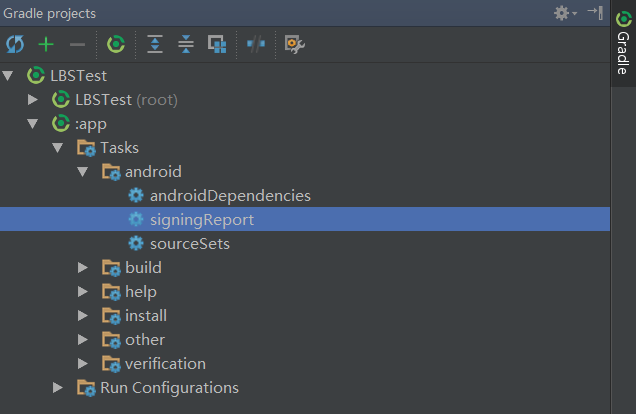 Gradle projects
LBSTest
LBSTest (root)
:app
Tasks
android
androidDependencies
signingReport
sourceSets
build
help
install
other
verification
Run Configurations
Gradle